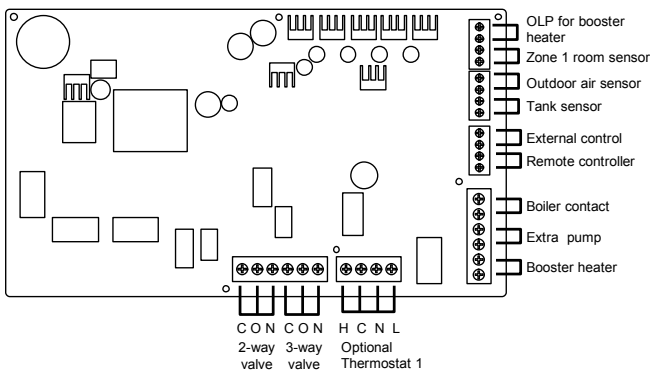 OLP for booster
heater
Zone 1 room sensor
Outdoor air sensor
Tank sensor
External control
Remote controller
Boiler contact
Extra pump
Booster heater
C O N C O N H C N L
2-way 3-way Optional
valve valve Thermostat 1